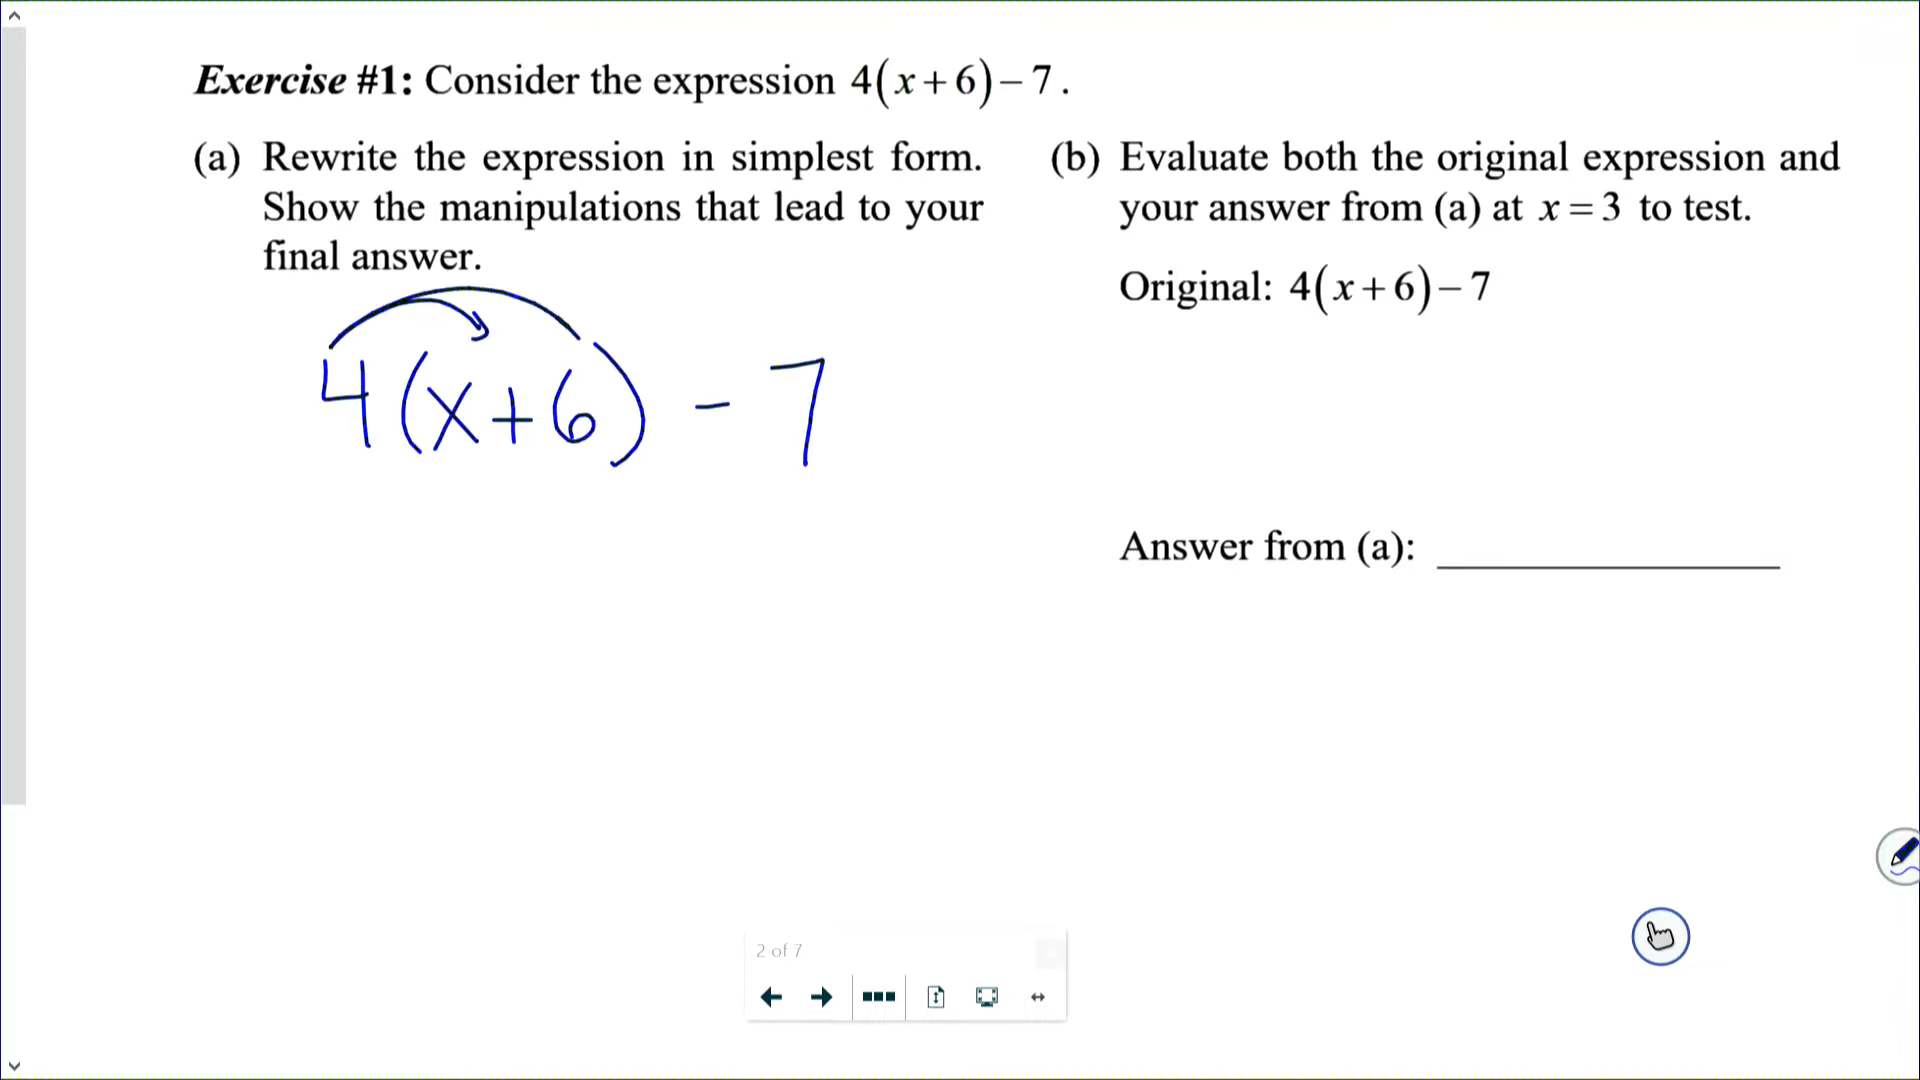 Exercise #1: Consider the expression 4(x+6)−7.
(a) Rewrite the expression in simplest form.
Show the manipulations that lead to your
final answer.
4(x+6) − 7
(b) Evaluate both the original expression and
your answer from (a) at x=3 to test.
Original: 4(x+6)−7
Answer from (a): ____________
2 of 7